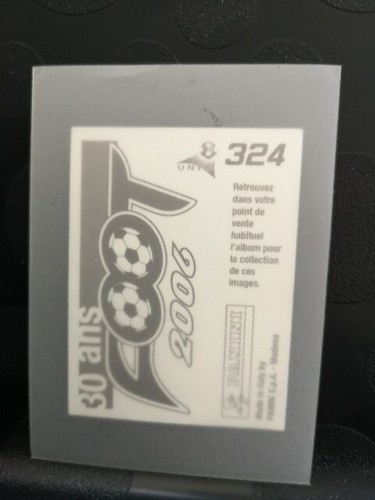 30 ans
FOOT
2006
UNFP
324
Retrouvez
dans votre
point de
vente
habituel
l'album pour
la collection
de ces
images.
PANINI
Made in Italy by
PANINI S.p.A. - Modena